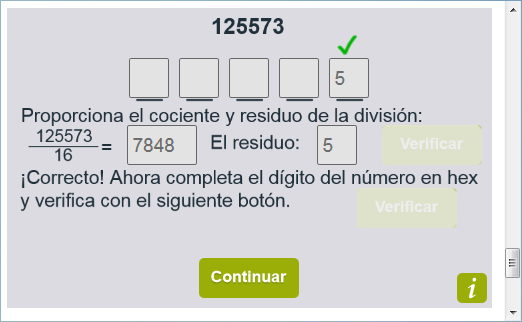 125573
5
Proporciona el cociente y residuo de la división:
125573
16
= 7848 El residuo: 5 Verificar
¡Correcto! Ahora completa el dígito del número en hex
y verifica con el siguiente botón. Verificar
Continuar
i